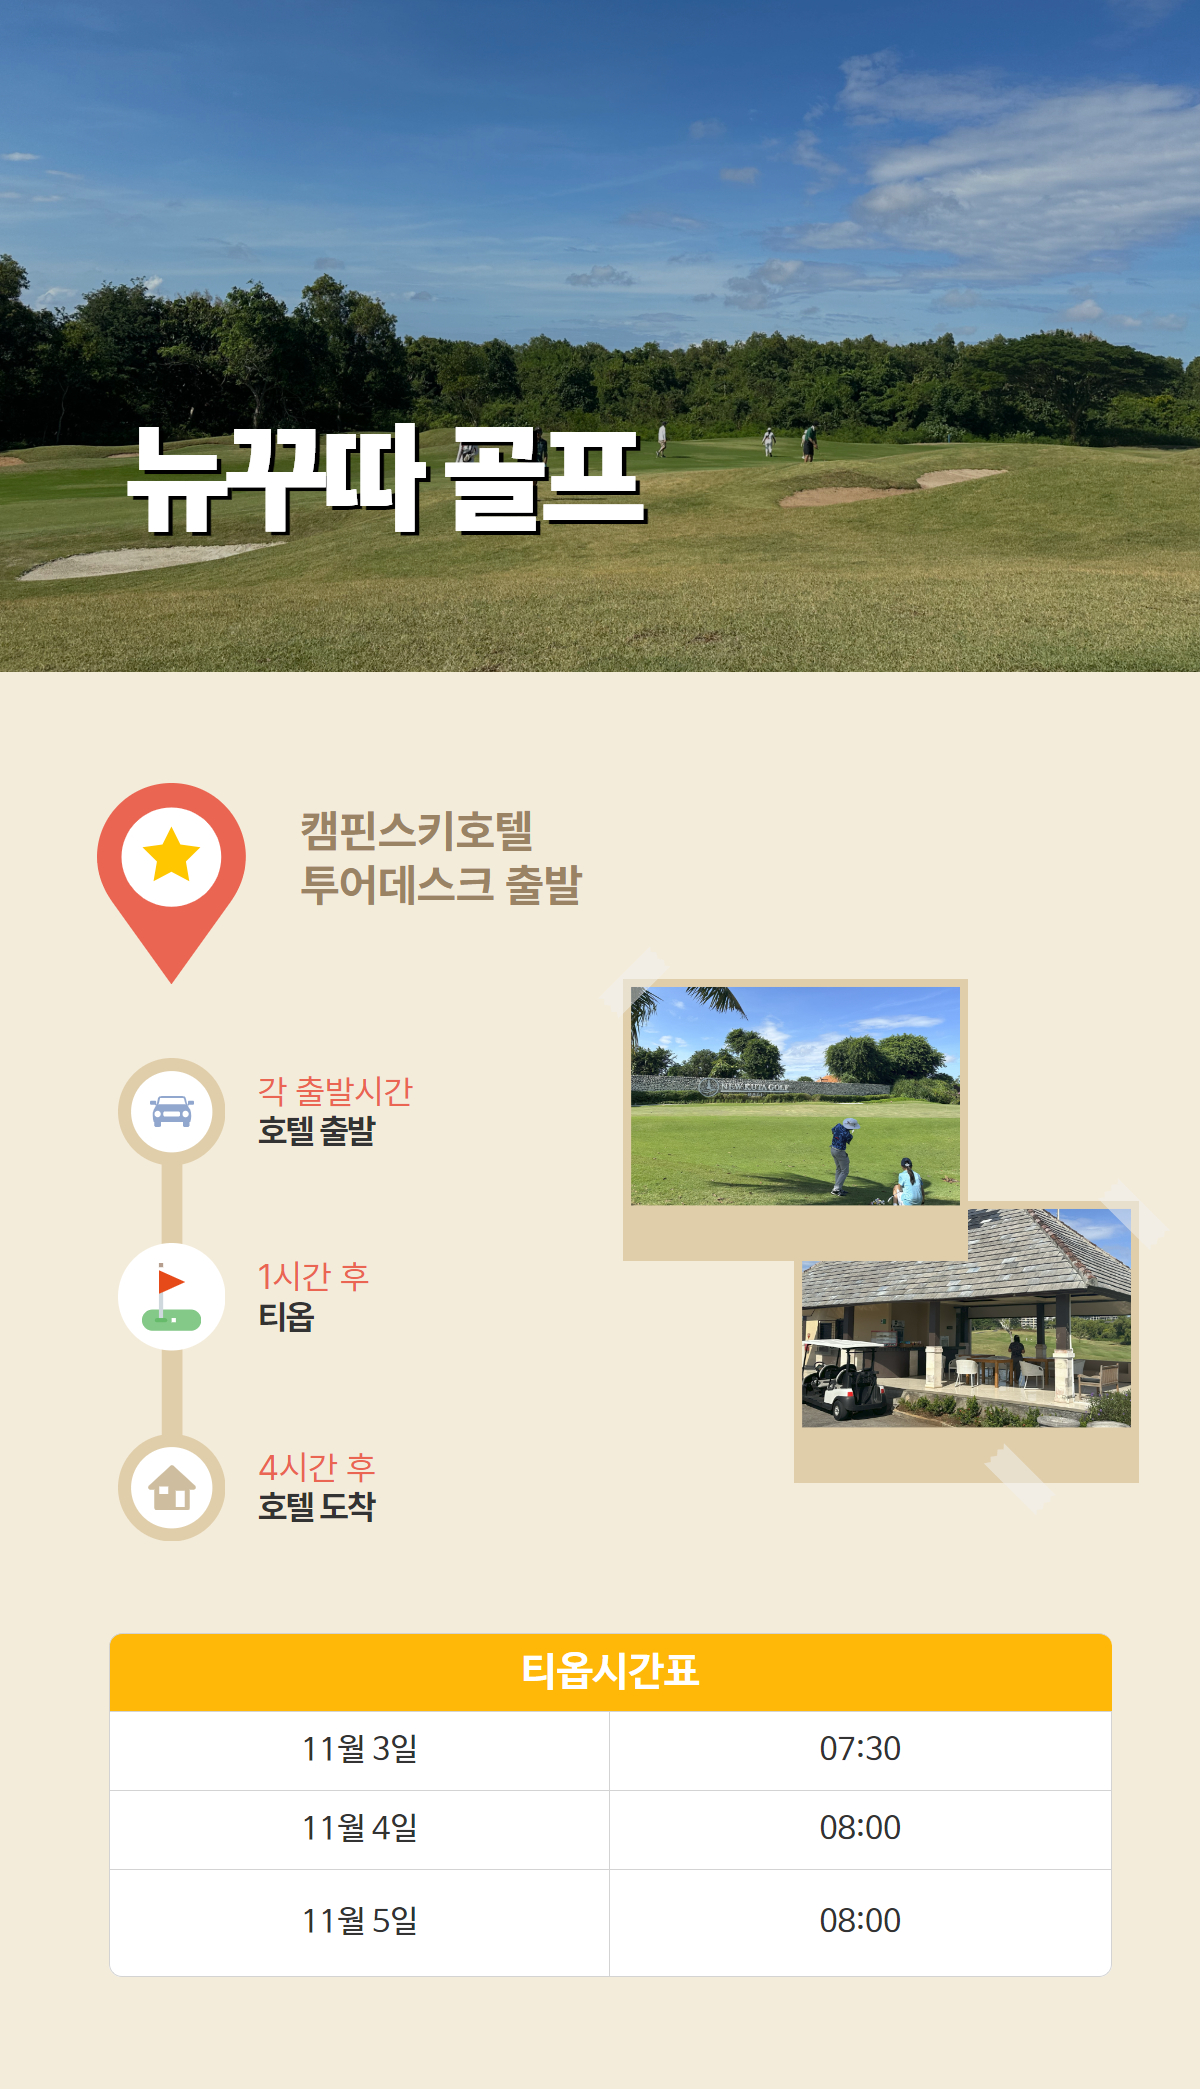 뉴꾸따 골프
캠핀스키호텔
투어데스크 출발
각 출발시간
호텔 출발
NEW KUTA GOLF
1시간 후
티옵
4시간 후
호텔 도착
티옵시간표
11월 3일 07:30
11월 4일 08:00
11월 5일 08:00